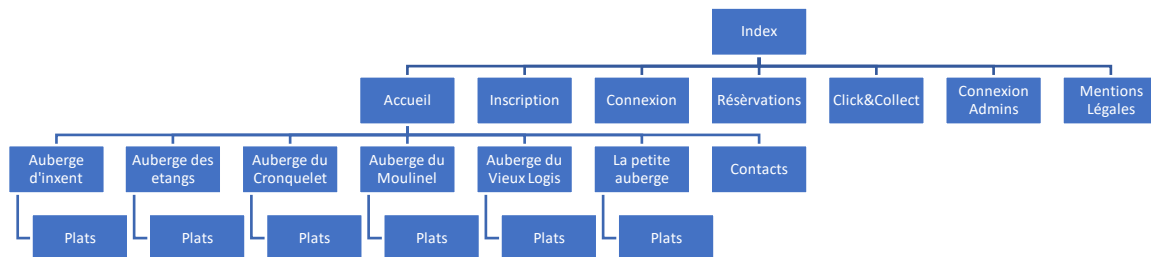 Index
Accueil
Inscription
Connexion
Résèrvations
Click&Collect
Connexion
Admins
Mentions
Légales
Auberge
d'inxent
Auberge des
etangs
Auberge du
Cronquelet
Auberge du
Moulinel
Auberge du
Vieux Logis
La petite
auberge
Contacts
Plats
Plats
Plats
Plats
Plats
Plats